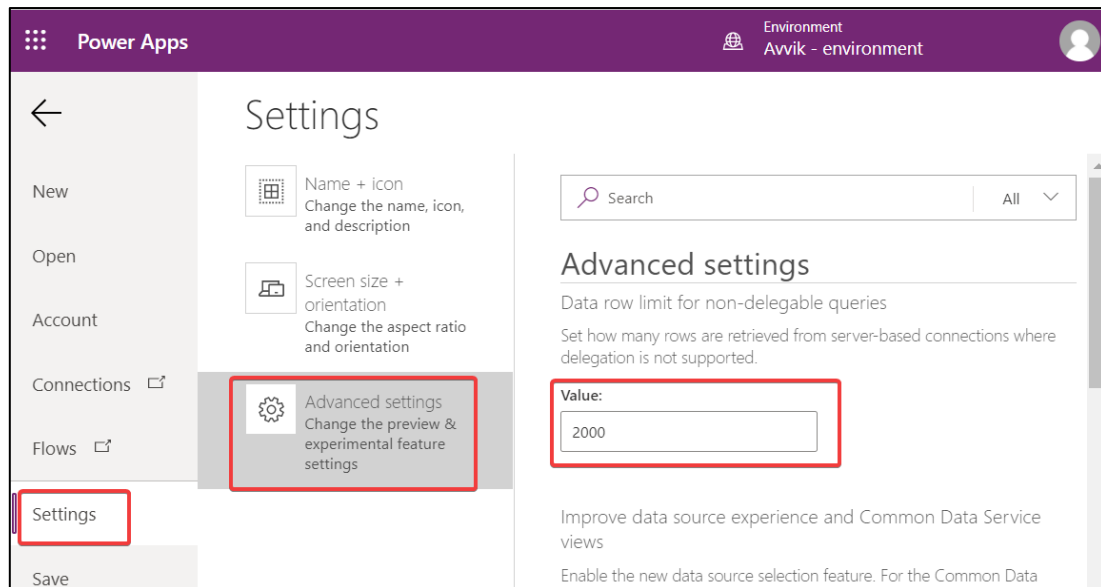 Power Apps
Environment
Avvik - environment
Settings
New
Open
Account
Connections
Flows
Settings
Save
Name + icon
Change the name, icon,
and description
Screen size +
orientation
Change the aspect ratio
and orientation
Advanced settings
Change the preview &
experimental feature
settings
Search
All
Advanced settings
Data row limit for non-delegable queries
Set how many rows are retrieved from server-based connections where
delegation is not supported.
Value:
2000
Improve data source experience and Common Data Service
views
Enable the new data source selection feature. For the Common Data